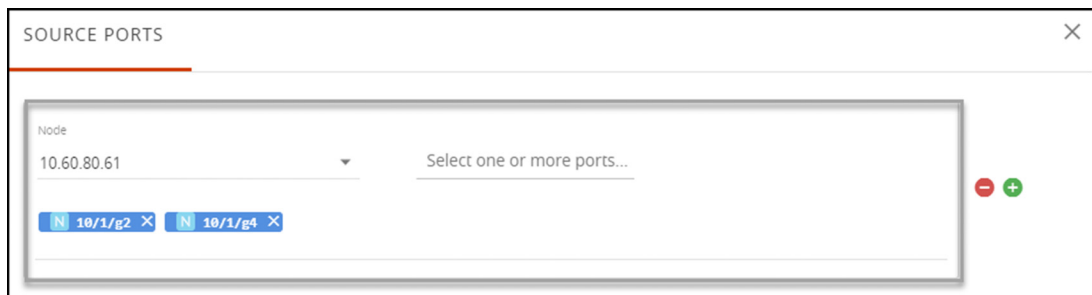 SOURCE PORTS
Node
10.60.80.61 Select one or more ports...
N 10/1/g2 N 10/1/g4